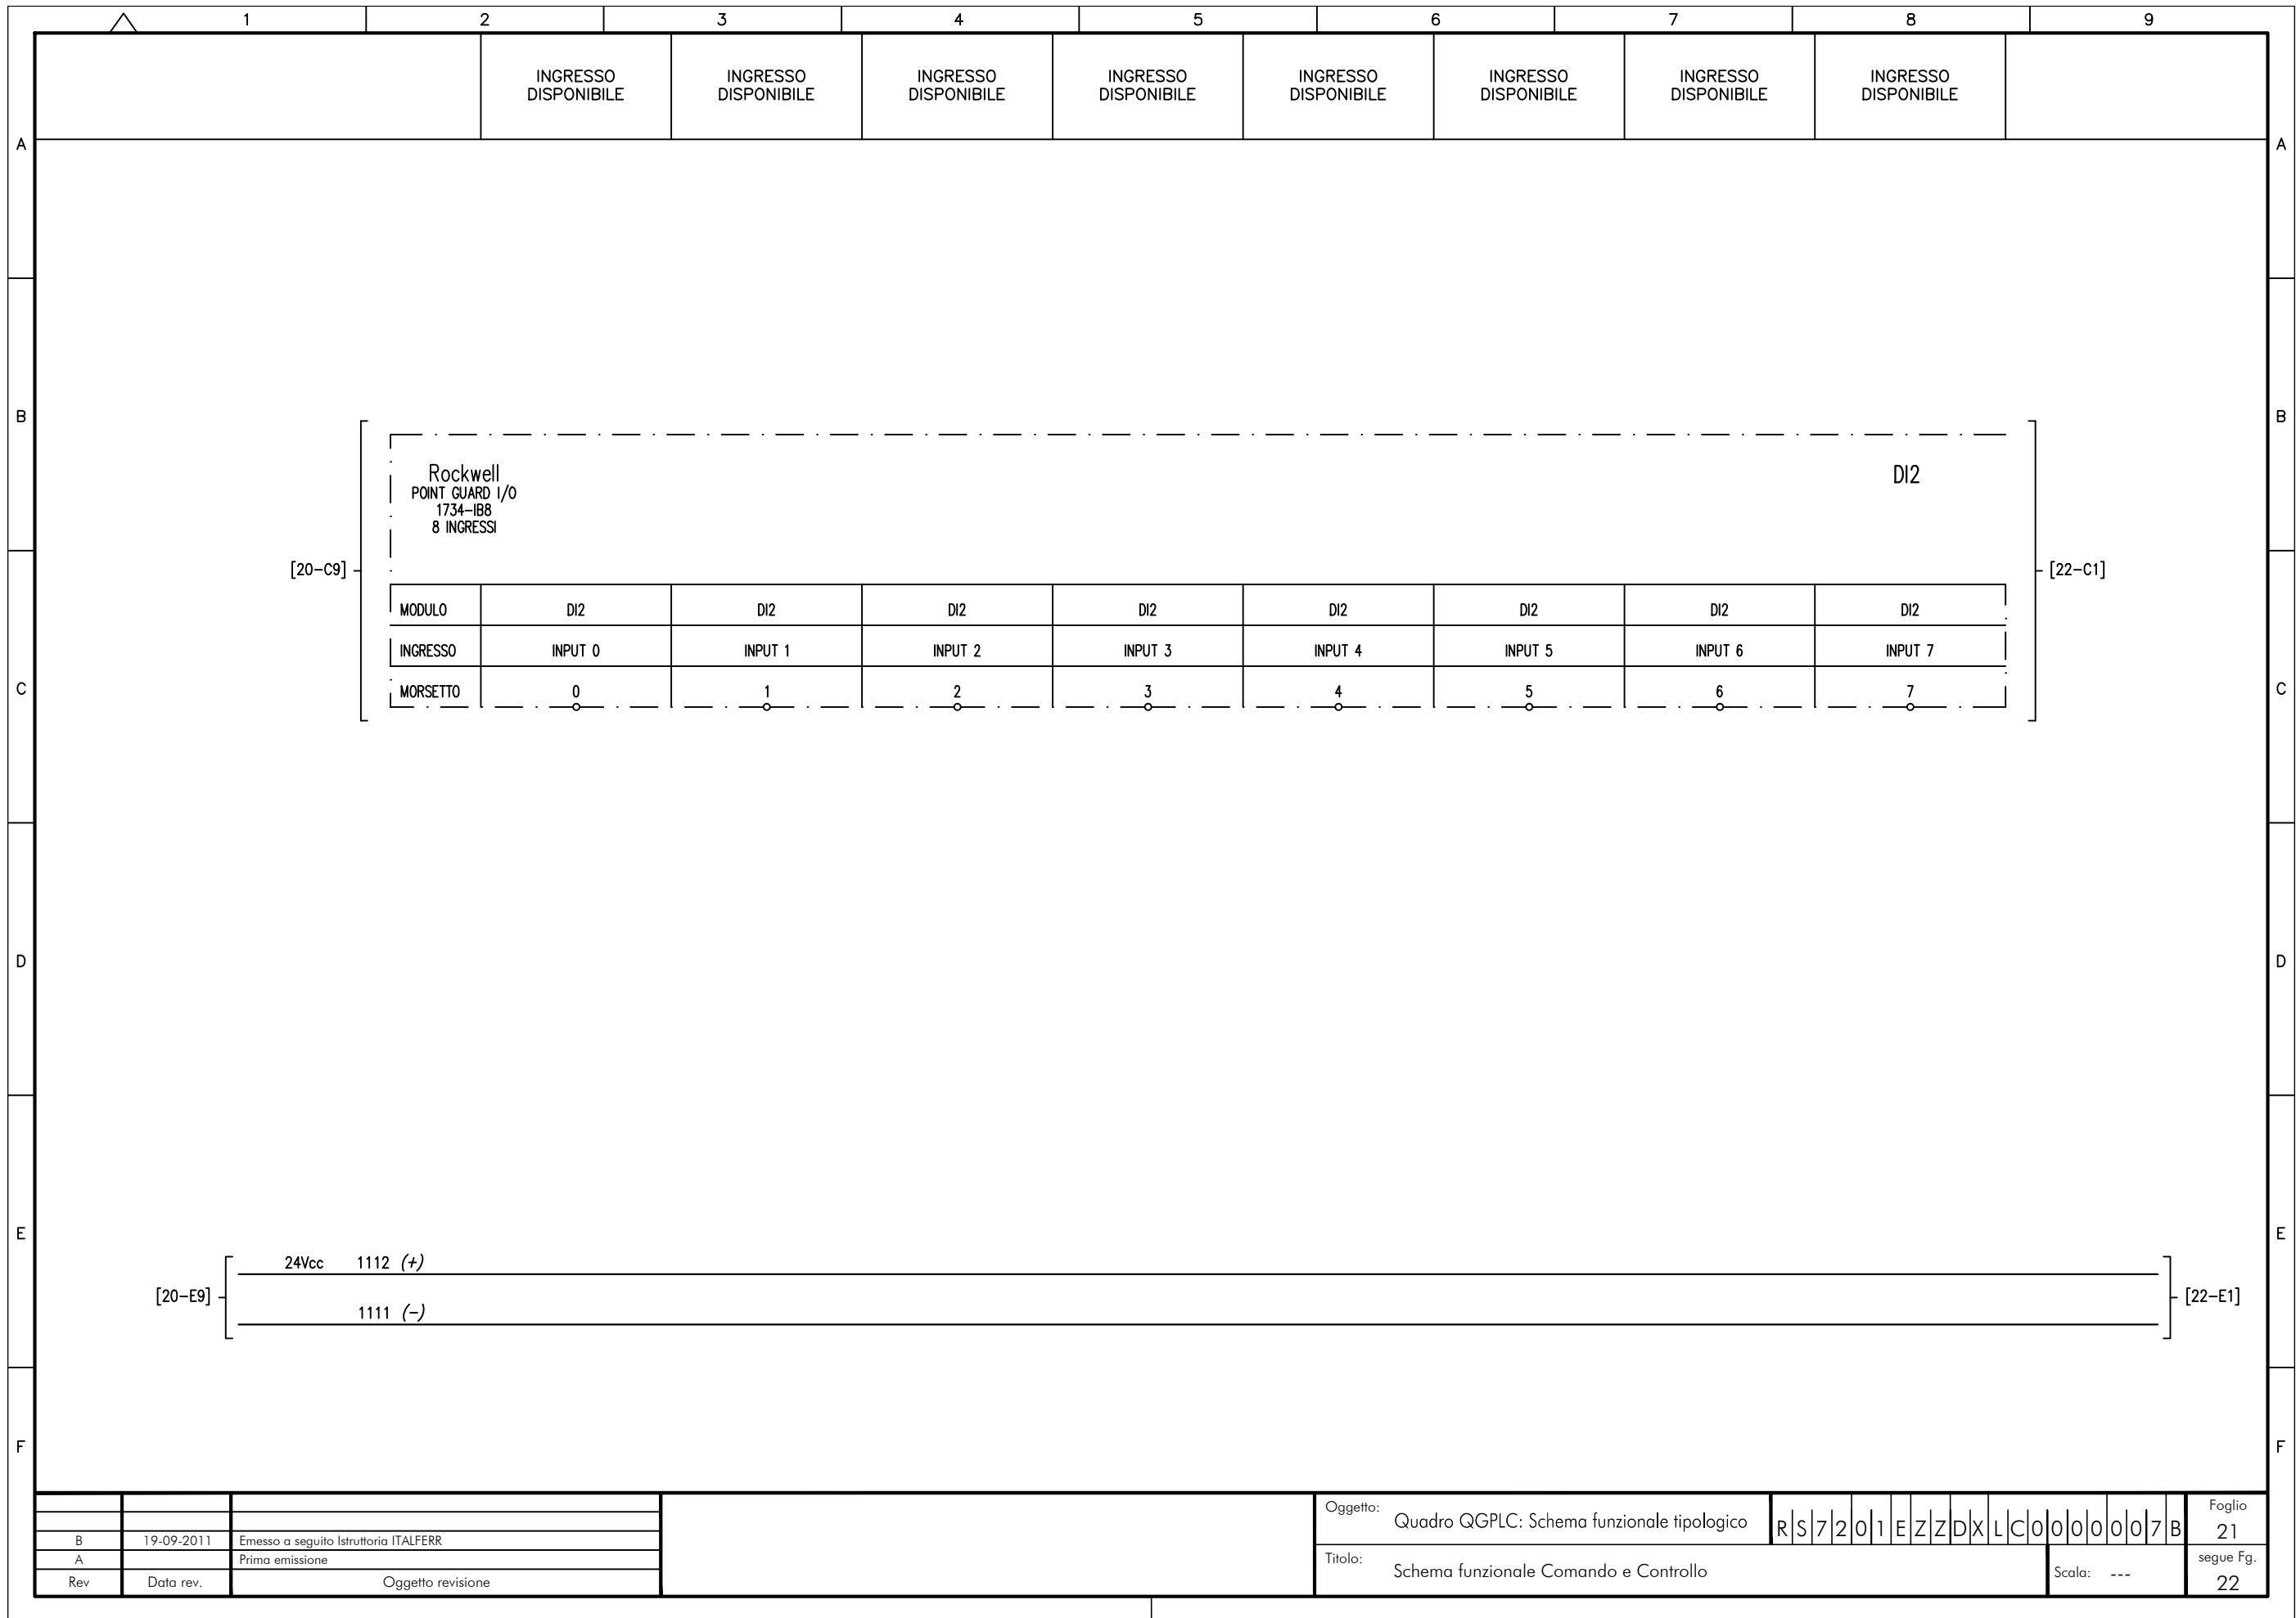 1 2 3 4 5 6 7 8 9
INGRESSO INGRESSO INGRESSO INGRESSO INGRESSO INGRESSO INGRESSO INGRESSO
DISPONIBILE DISPONIBILE DISPONIBILE DISPONIBILE DISPONIBILE DISPONIBILE DISPONIBILE DISPONIBILE
A A
B B
Rockwell DI2
POINT GUARD I/O
1734-IB8
8 INGRESSI
[20-C9] [22-C1]
MODULO DI2 DI2 DI2 DI2 DI2 DI2 DI2 DI2
INGRESSO INPUT 0 INPUT 1 INPUT 2 INPUT 3 INPUT 4 INPUT 5 INPUT 6 INPUT 7
C MORSETTO 0 1 2 3 4 5 6 7 C
D D
E E
24Vcc 1112 (+)
[20-E9] [22-E1]
1111 (-)
F F
Oggetto: Quadro QGPLC: Schema funzionale tipologico RS7201EZZDXLC0000007B Foglio
21
B 19-09-2011 Emesso a seguito Istruttoria ITALFERR
A Prima emissione
Rev Data rev. Oggetto revisione
Titolo: Schema funzionale Comando e Controllo Scala: --- segue Fg.
22